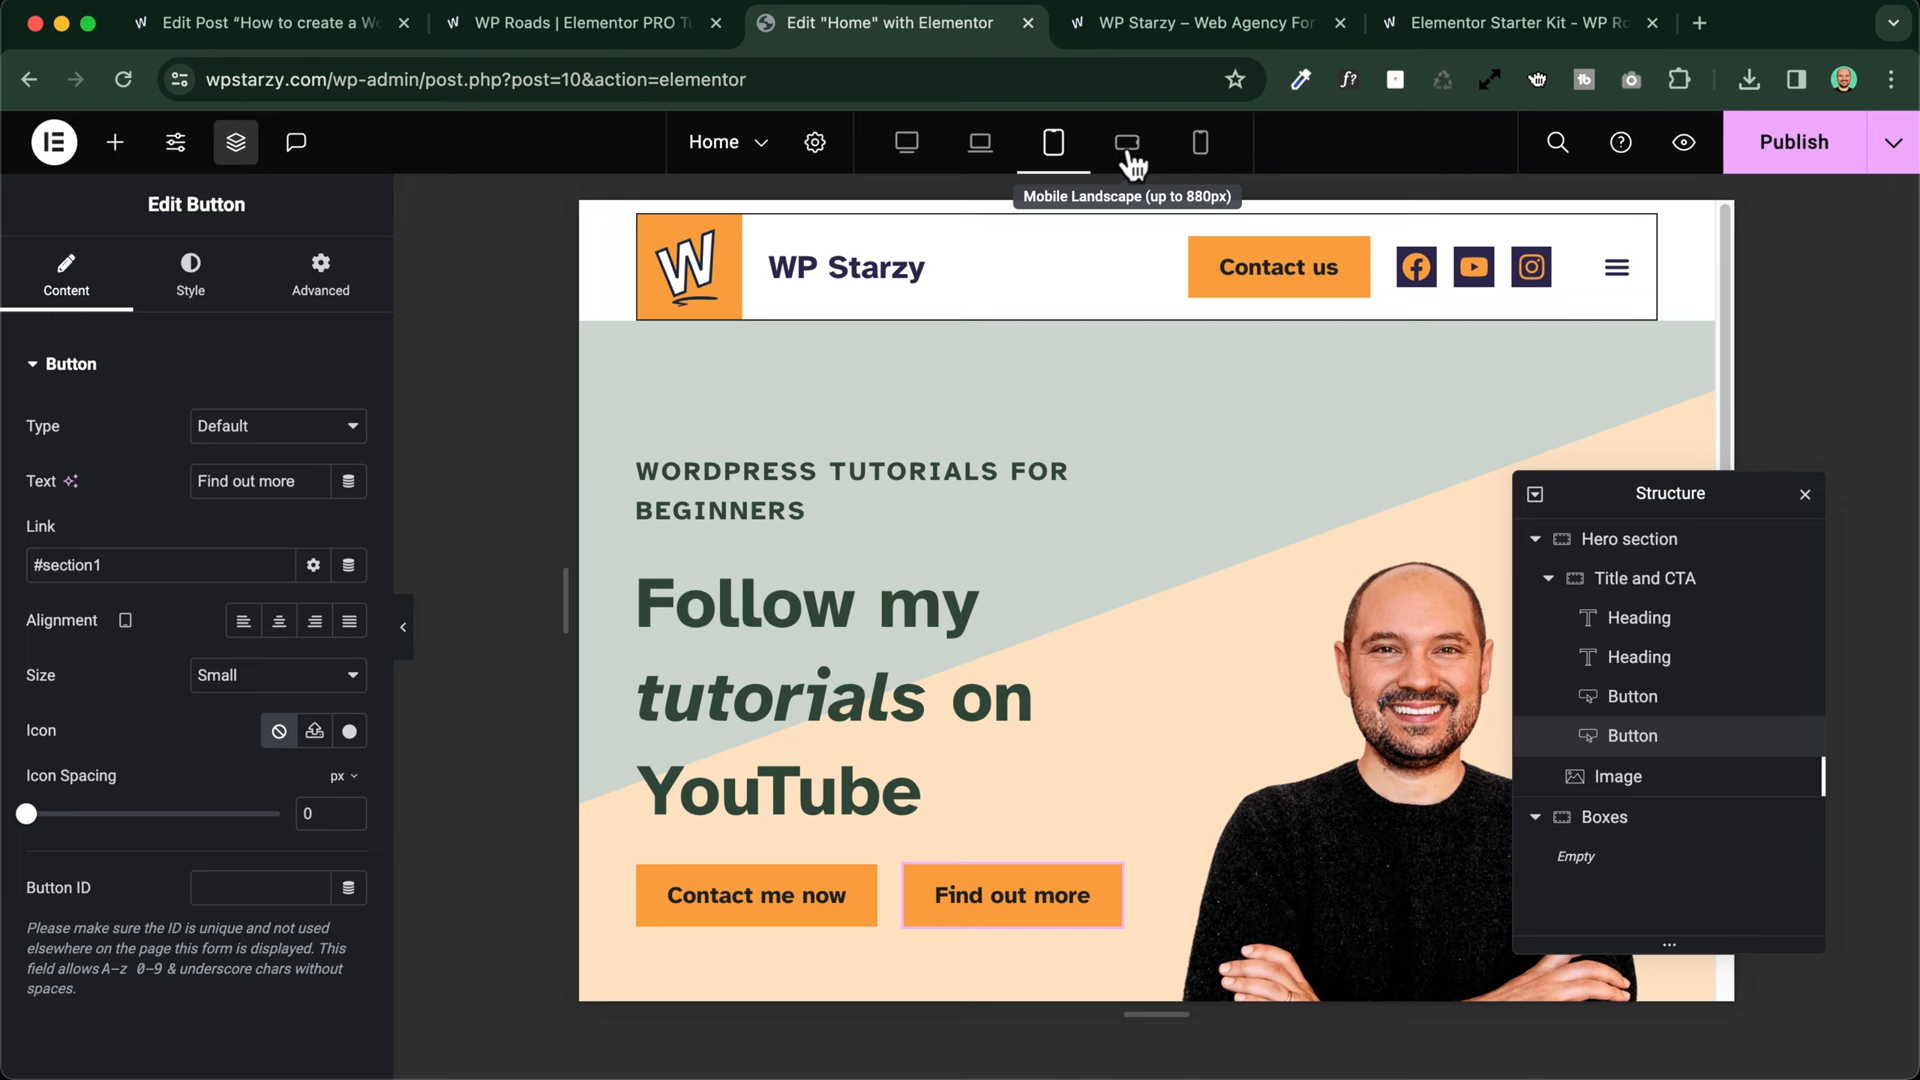 Edit Post “How to create a Wo
WP Roads | Elementor PRO Tu
Edit "Home" with Elementor
WP Starzy – Web Agency For
Elementor Starter Kit - WP Ro
wpstarzy.com/wp-admin/post.php?post=10&action=elementor
f?
tb
Home
Publish
Mobile Landscape (up to 880px)
Edit Button
Content
Style
Advanced
Button
Type
Default
Text
Find out more
Link
#section1
Alignment
Size
Small
Icon
Icon Spacing
px
0
Button ID
Please make sure the ID is unique and not used
elsewhere on the page this form is displayed. This
field allows A-z 0-9 & underscore chars without
spaces.
W
WP Starzy
Contact us
WORDPRESS TUTORIALS FOR
BEGINNERS
Follow my
tutorials on
YouTube
Contact me now
Find out more
Structure
Hero section
Title and CTA
Heading
Heading
Button
Button
Image
Boxes
Empty